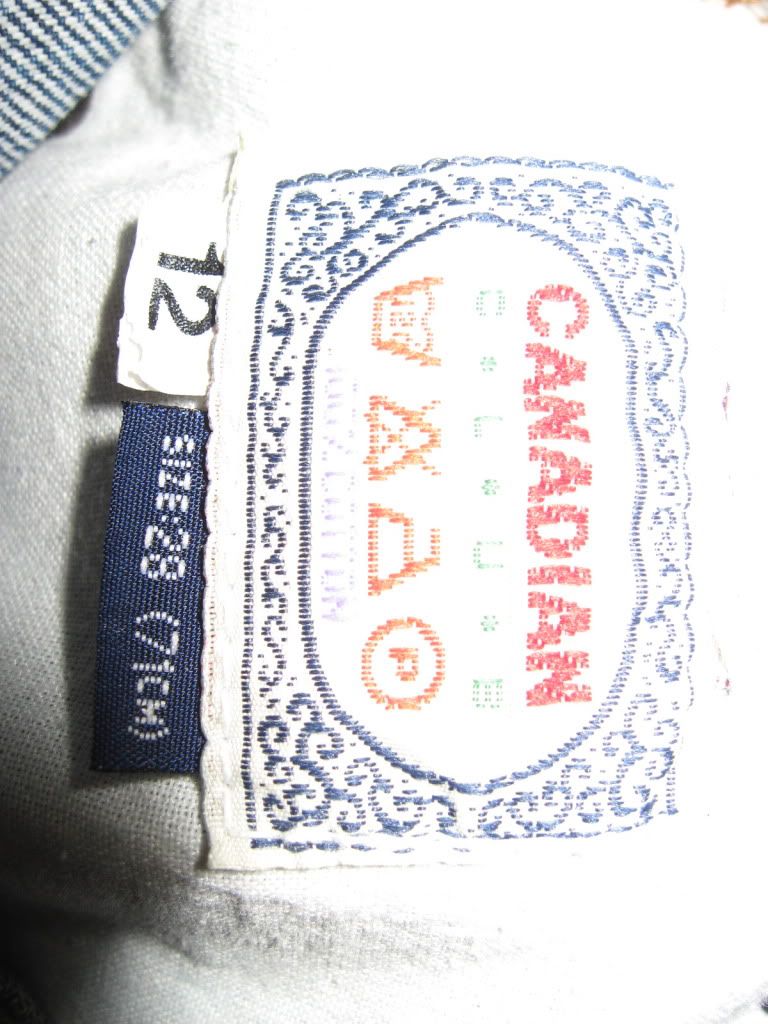 CANADIAN
C*L*U*E
P
12
SIZE:28 (71CM)